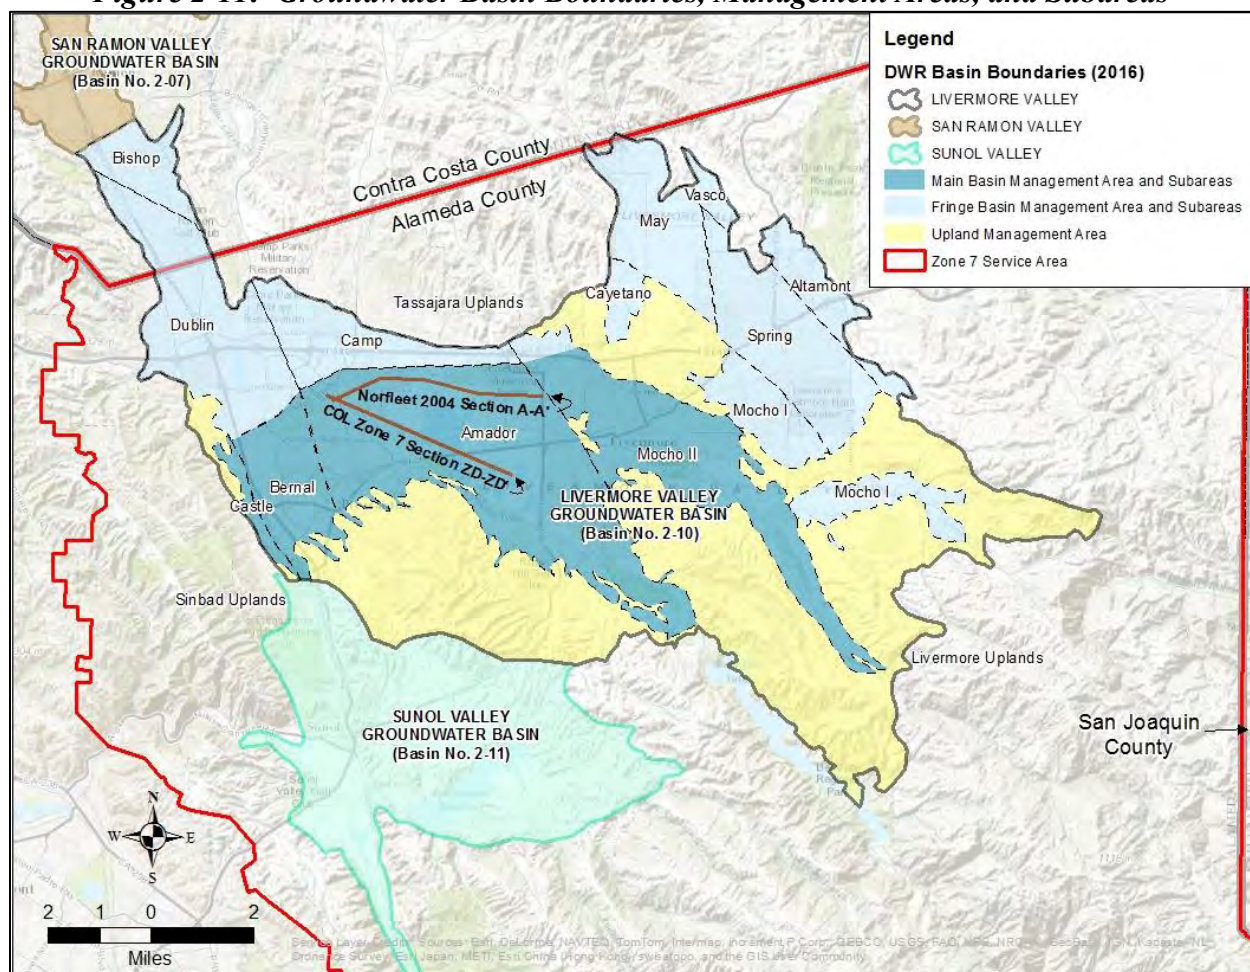 Figure 2-11: Groundwater Basin Boundaries, Management Areas, and Subareas
SAN RAMON VALLEY
GROUNDWATER BASIN
(Basin No. 2-07)
Legend
DWR Basin Boundaries (2016)
LIVERMORE VALLEY
SAN RAMON VALLEY
SUNOL VALLEY
Main Basin Management Area and Subareas
Fringe Basin Management Area and Subareas
Upland Management Area
Zone 7 Service Area
Bishop
Contra Costa County
Alameda County
Vasco
May
Altamont
Cayetano
Tassajara Uplands
Dublin
Camp
Spring
Norfleet 2004 Section A-A'
COL Zone 7 Section ZD-ZD'
Amador
Mocho I
Mocho II
Bernal
Castle
Mocho I
LIVERMORE VALLEY
GROUNDWATER BASIN
(Basin No. 2-10)
Sinbad Uplands
Livermore Uplands
SUNOL VALLEY
GROUNDWATER BASIN
(Basin No. 2-11)
San Joaquin
County
N
W
E
S
2 1 0 2
Miles